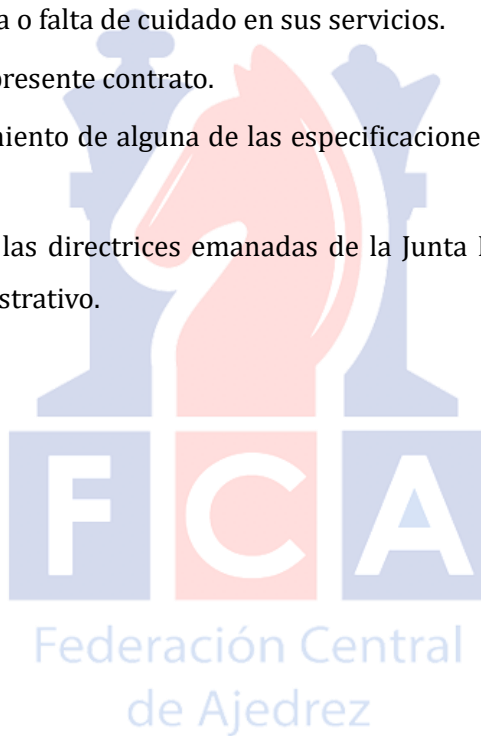 a o falta de cuidado en sus servicios.
presente contrato.
miento de alguna de las especificacione
las directrices emanadas de la Junta
strativo.
FCA
Federación Central
de Ajedrez